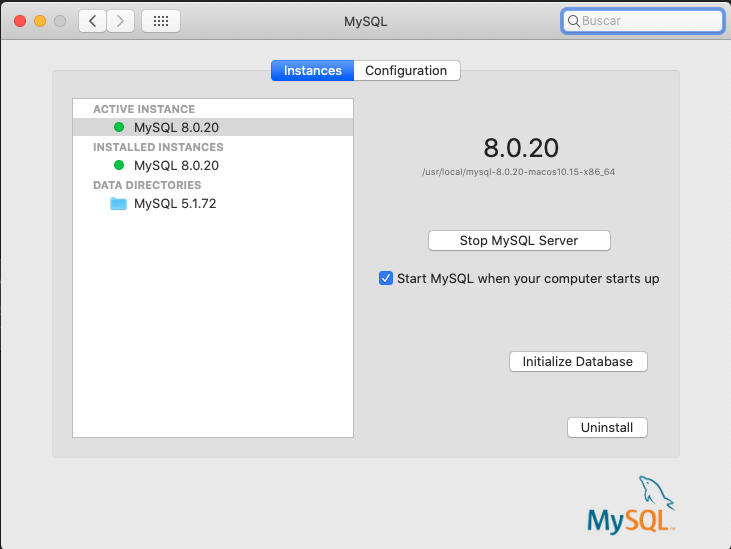 MySQL
Buscar
Instances
Configuration
ACTIVE INSTANCE
MySQL 8.0.20
INSTALLED INSTANCES
MySQL 8.0.20
DATA DIRECTORIES
MySQL 5.1.72
8.0.20
/usr/local/mysql-8.0.20-macos10.15-x86_64
Stop MySQL Server
Start MySQL when your computer starts up
Initialize Database
Uninstall
MySQL™